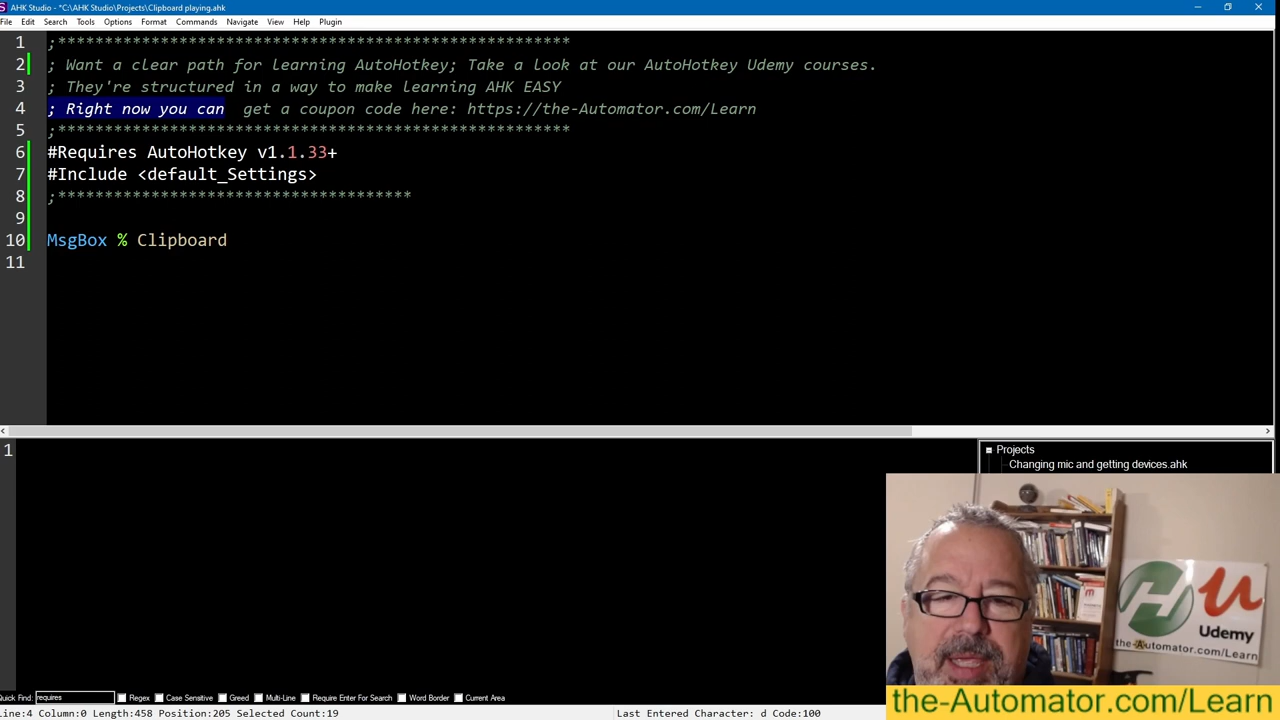 AHK Studio - *C:\AHK Studio\Projects\Clipboard playing.ahk
File Edit Search Tools Options Format Commands Navigate View Help Plugin
1 ;********************************************************
2 ; Want a clear path for learning AutoHotkey; Take a look at our AutoHotkey Udemy courses.
3 ; They're structured in a way to make learning AHK EASY
4 ; Right now you can  get a coupon code here: https://the-Automator.com/Learn
5 ;********************************************************
6 #Requires AutoHotkey v1.1.33+
7 #Include <default_Settings>
8 ;**************************************
9
10 MsgBox % Clipboard
11
1
Projects
Changing mic and getting devices.ahk
H u
Udemy
the-Automator.com/Learn
the-Automator.com/Learn
Quick Find: requires Regex Case Sensitive Greed Multi-Line Require Enter For Search Word Border Current Area
Line:4 Column:0 Length:458 Position:205 Selected Count:19 Last Entered Character: d Code:100